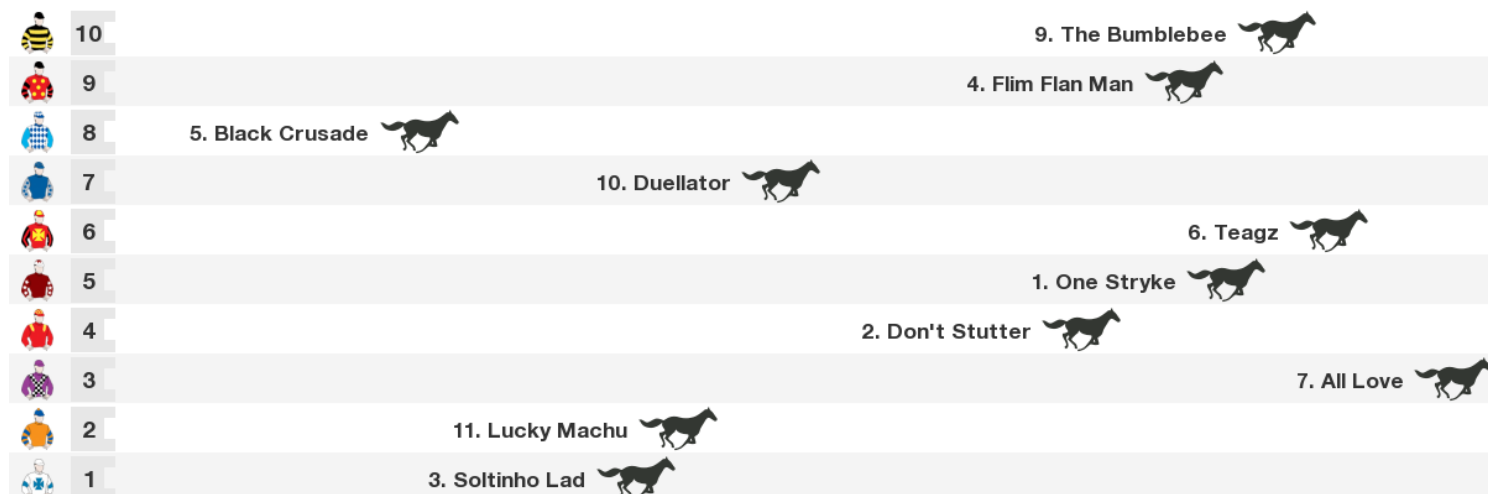 10 9. The Bumblebee
9 4. Flim Flan Man
8 5. Black Crusade
7 10. Duellator
6 6. Teagz
5 1. One Stryke
4 2. Don't Stutter
3 7. All Love
2 11. Lucky Machu
1 3. Soltinho Lad